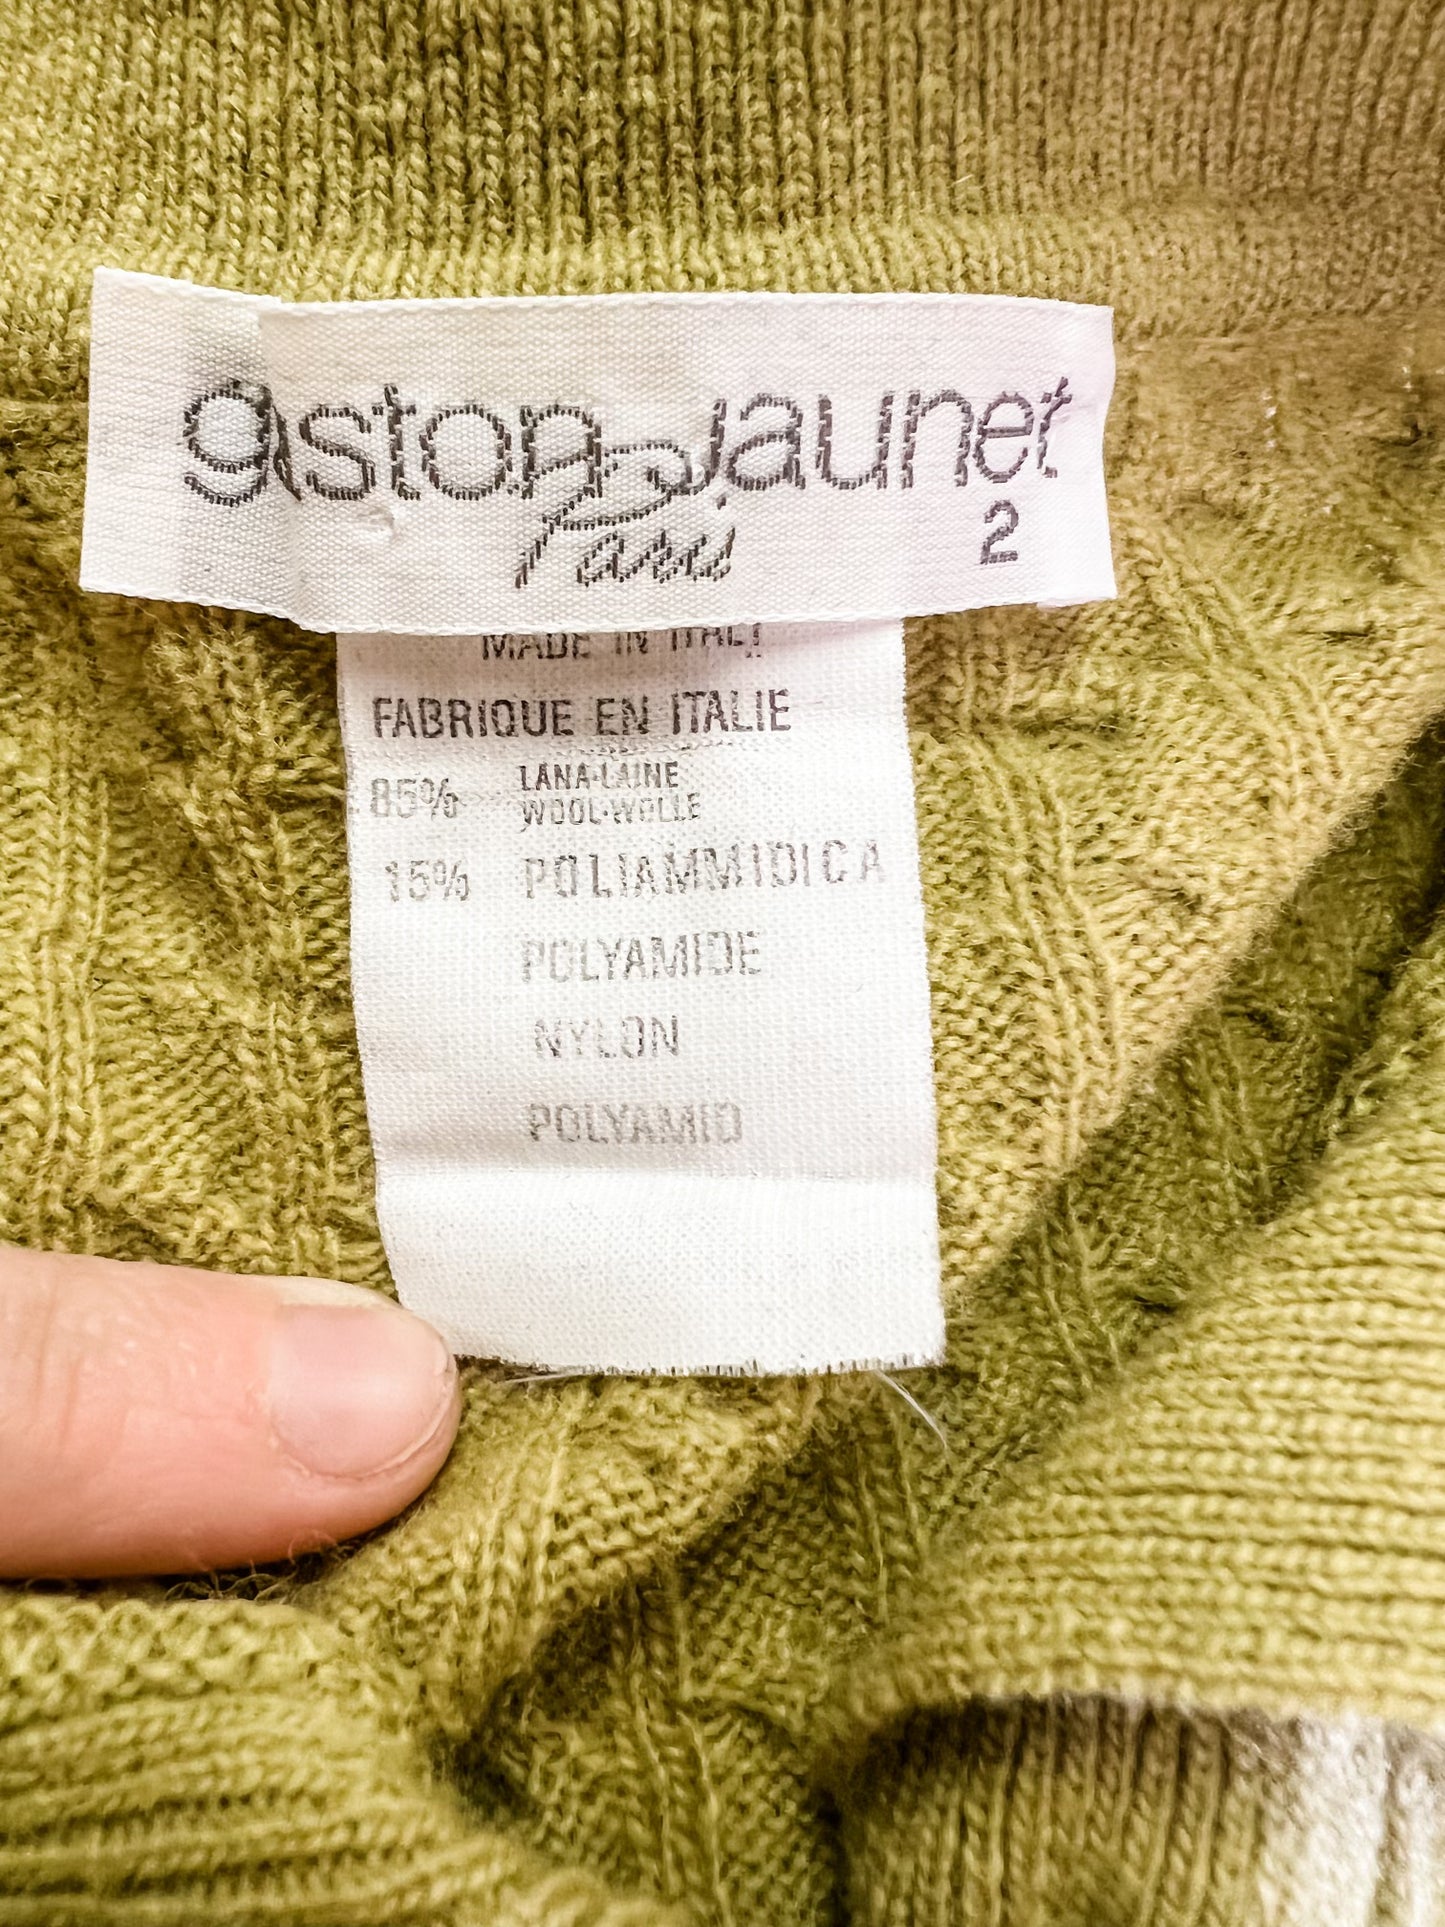 gaston jaunet
Paris
2
MADE IN ITALY
FABRIQUE EN ITALIE
85% LANA-LAINE
WOOL-WOLLE
15% POLIAMMIDICA
POLYAMIDE
NYLON
POLYAMID